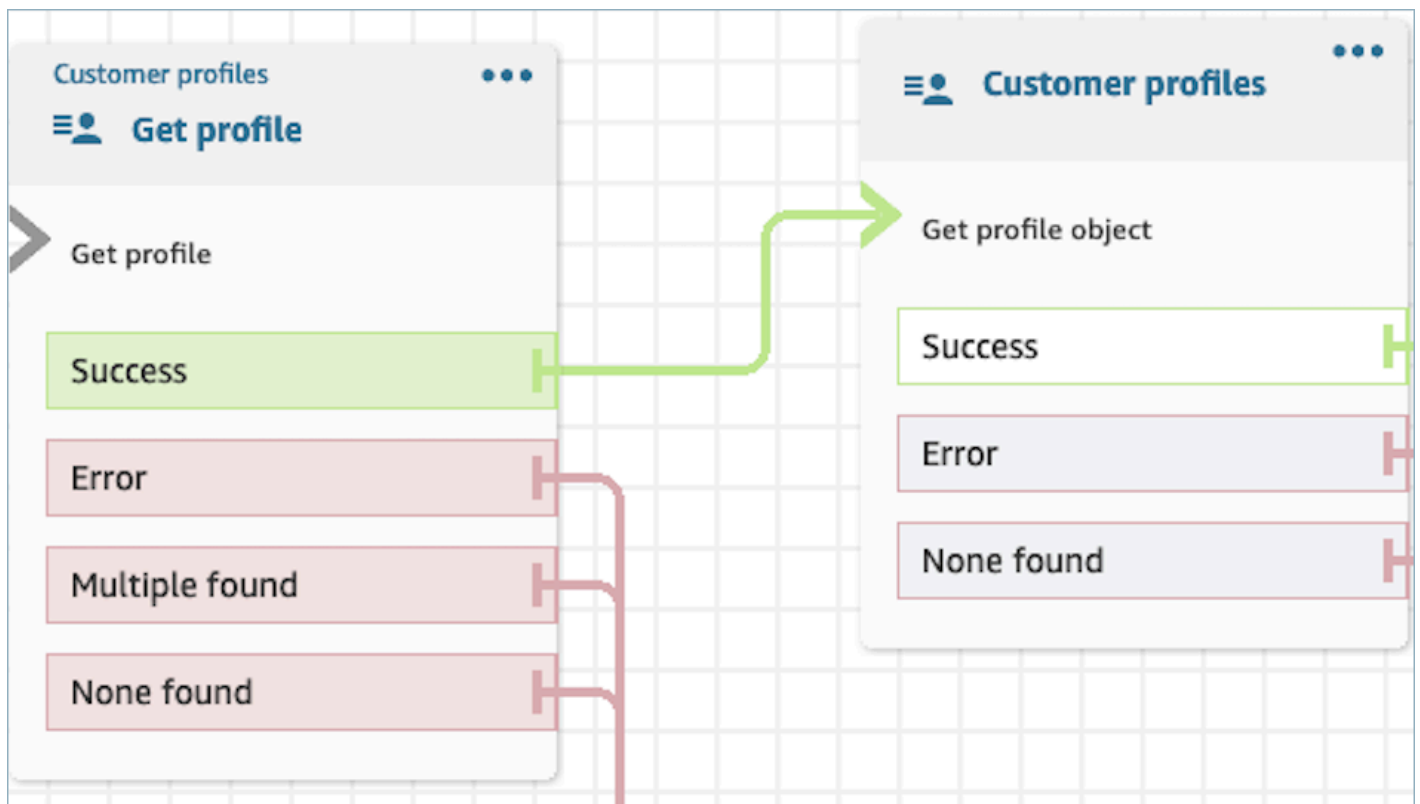 Customer profiles
Get profile
Get profile
Success
Error
Multiple found
None found
Customer profiles
Get profile object
Success
Error
None found